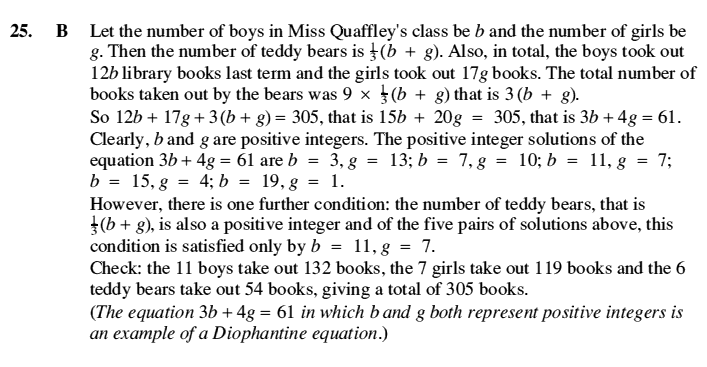 25. B Let the number of boys in Miss Quaffley's class be b and the number of girls be
g. Then the number of teddy bears is ⅓(b + g). Also, in total, the boys took out
12b library books last term and the girls took out 17g books. The total number of
books taken out by the bears was 9 × ⅓(b + g) that is 3(b + g).
So 12b + 17g + 3(b + g) = 305, that is 15b + 20g = 305, that is 3b + 4g = 61.
Clearly, b and g are positive integers. The positive integer solutions of the
equation 3b + 4g = 61 are b = 3, g = 13; b = 7, g = 10; b = 11, g = 7;
b = 15, g = 4; b = 19, g = 1.
However, there is one further condition: the number of teddy bears, that is
⅓(b + g), is also a positive integer and of the five pairs of solutions above, this
condition is satisfied only by b = 11, g = 7.
Check: the 11 boys take out 132 books, the 7 girls take out 119 books and the 6
teddy bears take out 54 books, giving a total of 305 books.
(The equation 3b + 4g = 61 in which b and g both represent positive integers is
an example of a Diophantine equation.)